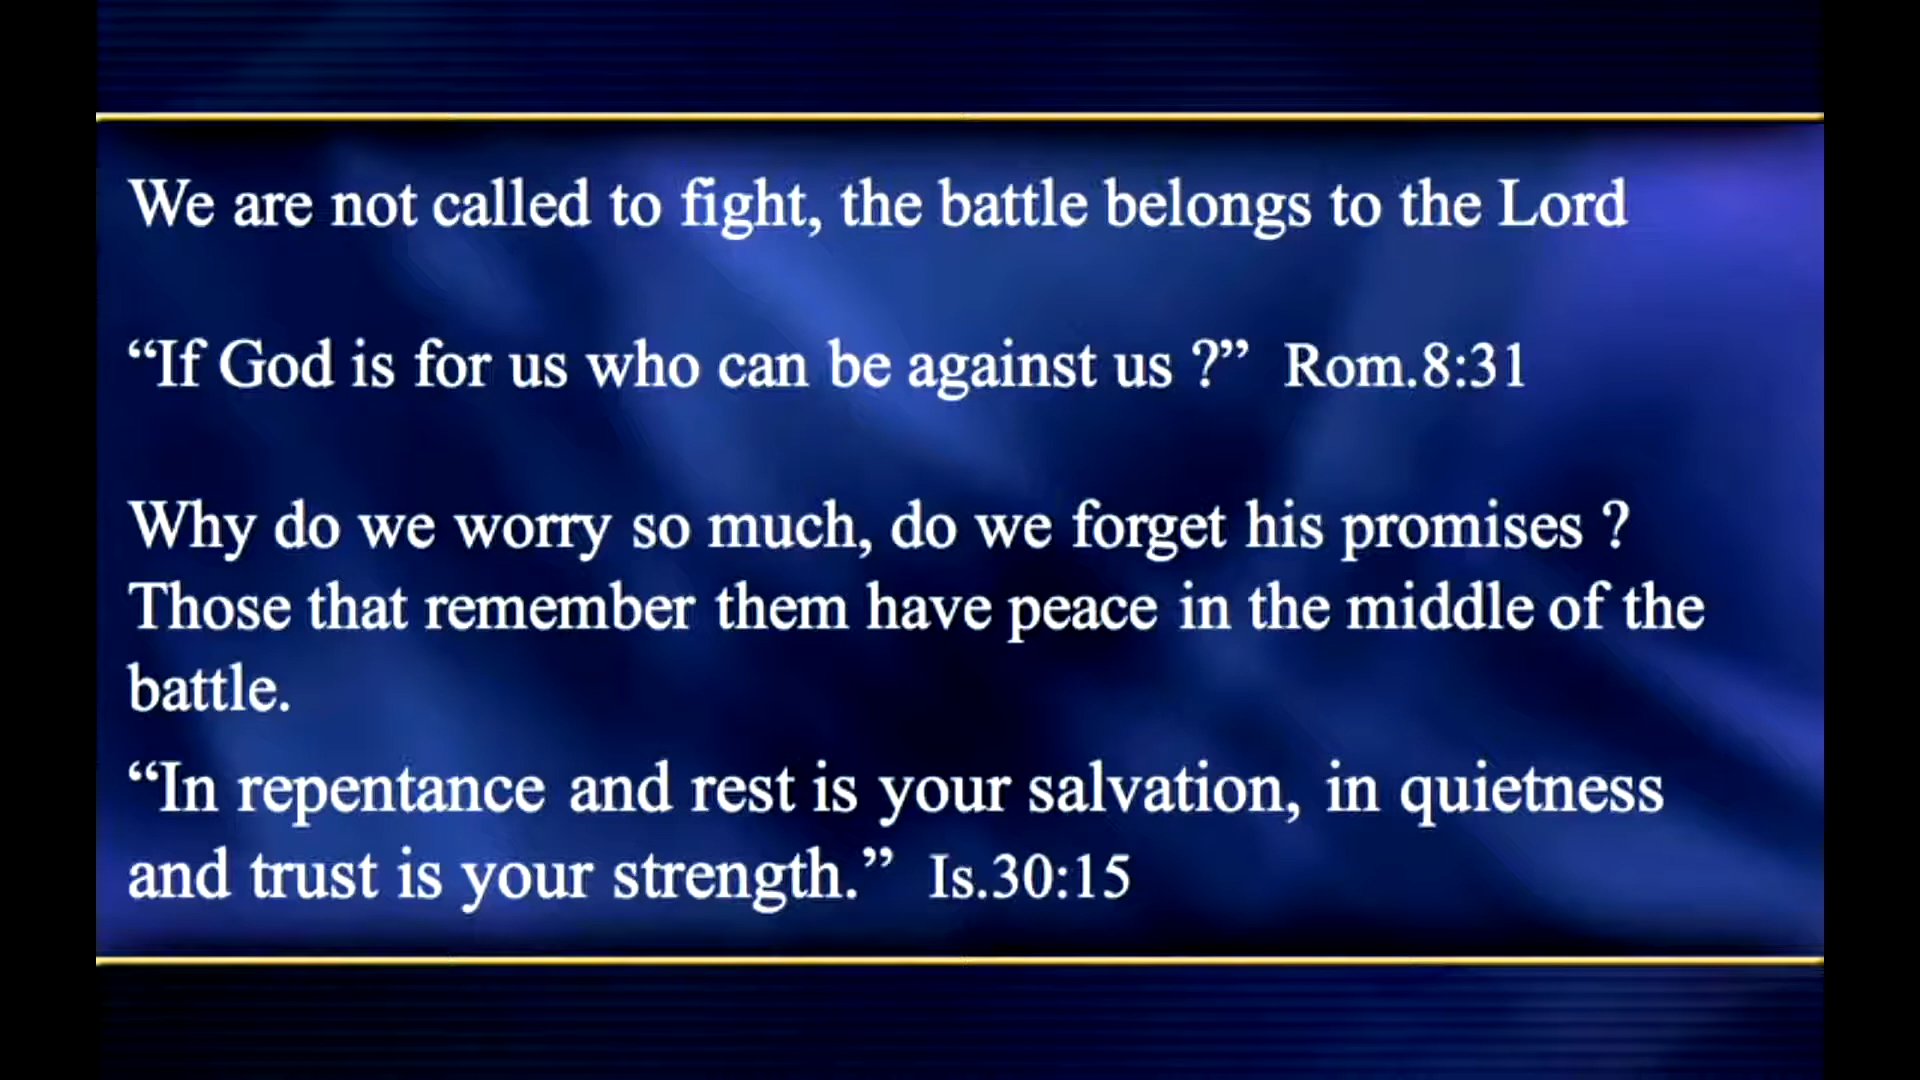 We are not called to fight, the battle belongs to the Lord
“If God is for us who can be against us ?” Rom.8:31
Why do we worry so much, do we forget his promises ?
Those that remember them have peace in the middle of the
battle.
“In repentance and rest is your salvation, in quietness
and trust is your strength.” Is.30:15